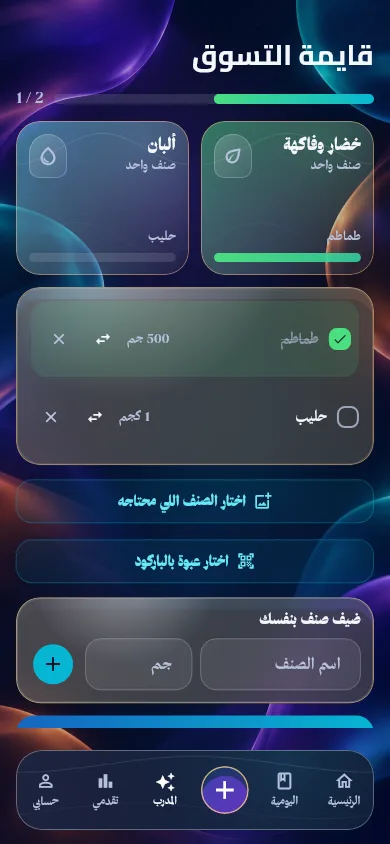 قايمة التسوق
1 / 2
خضار وفاكهة
صنف واحد
طماطم
ألبان
صنف واحد
حليب
طماطم 500 جم
حليب 1 كجم
اختار الصنف اللي محتاجه
اختار عبوة بالباركود
ضيف صنف بنفسك
اسم الصنف جم
الرئيسية اليومية المدرب تقدمي حسابي